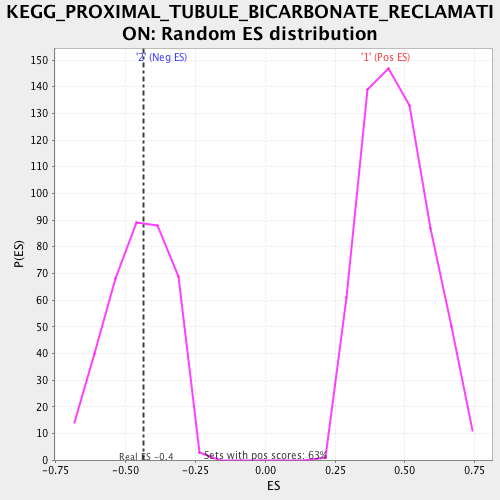 KEGG_PROXIMAL_TUBULE_BICARBONATE_RECLAMATI
ON: Random ES distribution
'2' (Neg ES)
'1' (Pos ES)
150
140
130
120
110
100
90
80
70
60
50
40
30
20
10
0
P(ES)
Real ES -0.4
Sets with pos scores: 63%
-0.75 -0.50 -0.25 0.00 0.25 0.50 0.75
ES